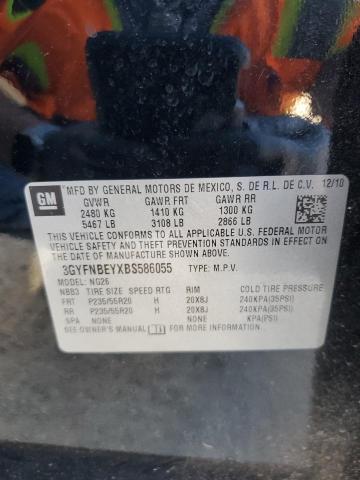 GM
MFD BY GENERAL MOTORS DE MEXICO, S. DE R.L. DE C.V. 12/10
GVWR GAWR FRT GAWR RR
2480 KG 1410 KG 1300 KG
5467 LB 3108 LB 2866 LB
THIS VEHICLE CONFORMS TO ALL APPLICABLE U.S. FEDERAL MOTOR
VEHICLE SAFETY AND THEFT PREVENTION STANDARDS IN EFFECT ON
THE DATE OF MANUFACTURE SHOWN ABOVE.
3GYFNBEYXBS586055 TYPE: M.P.V.
MODEL: NG26
NBB3 TIRE SIZE SPEED RTG RIM COLD TIRE PRESSURE
FRT P235/55R20 H 20X8J 240KPA(35PSI)
RR P235/55R20 H 20X8J 240KPA(35PSI)
SPA NONE NONE KPA(PSI)
SEE OWNERS MANUAL FOR MORE INFORMATION.